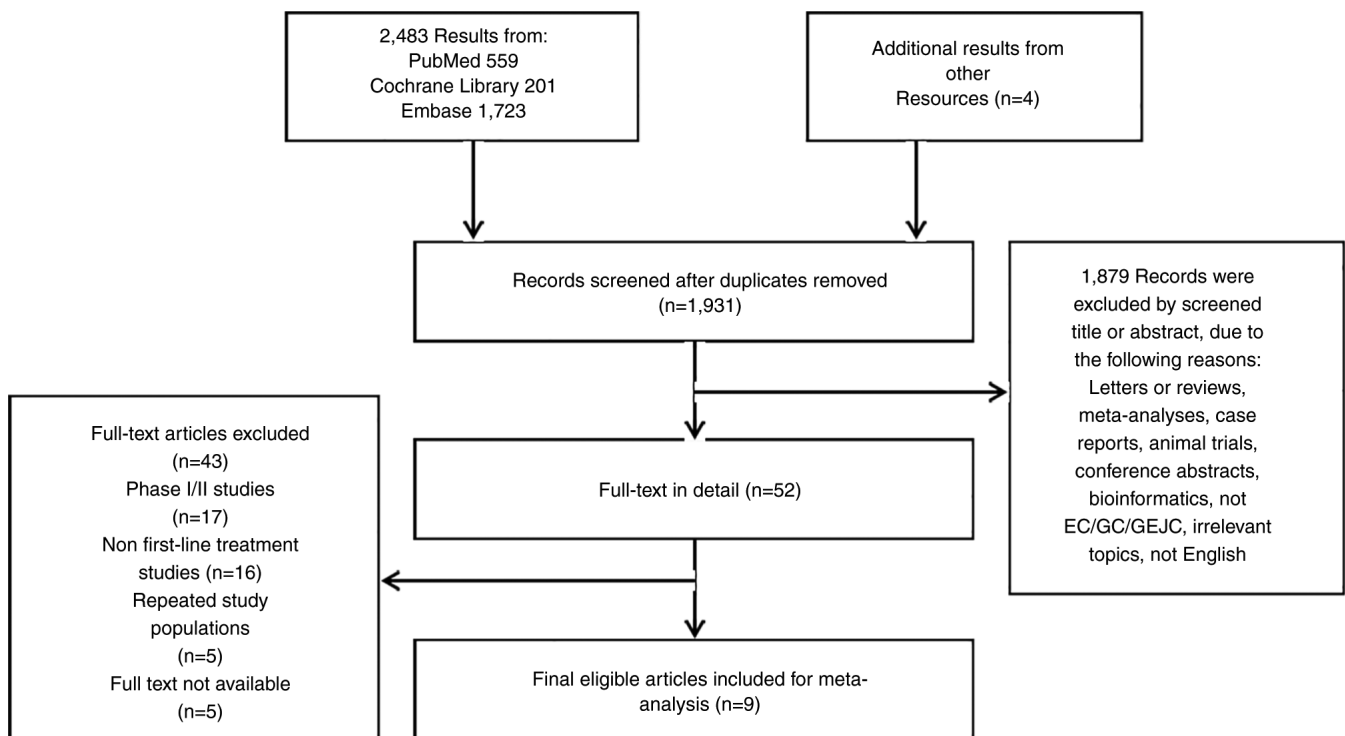 2,483 Results from:
PubMed 559
Cochrane Library 201
Embase 1,723
Additional results from
other
Resources (n=4)
Records screened after duplicates removed
(n=1,931)
1,879 Records were
excluded by screened
title or abstract, due to
the following reasons:
Letters or reviews,
meta-analyses, case
reports, animal trials,
conference abstracts,
bioinformatics, not
EC/GC/GEJC, irrelevant
topics, not English
Full-text in detail (n=52)
Full-text articles excluded
(n=43)
Phase I/II studies
(n=17)
Non first-line treatment
studies (n=16)
Repeated study
populations
(n=5)
Full text not available
(n=5)
Final eligible articles included for meta-
analysis (n=9)